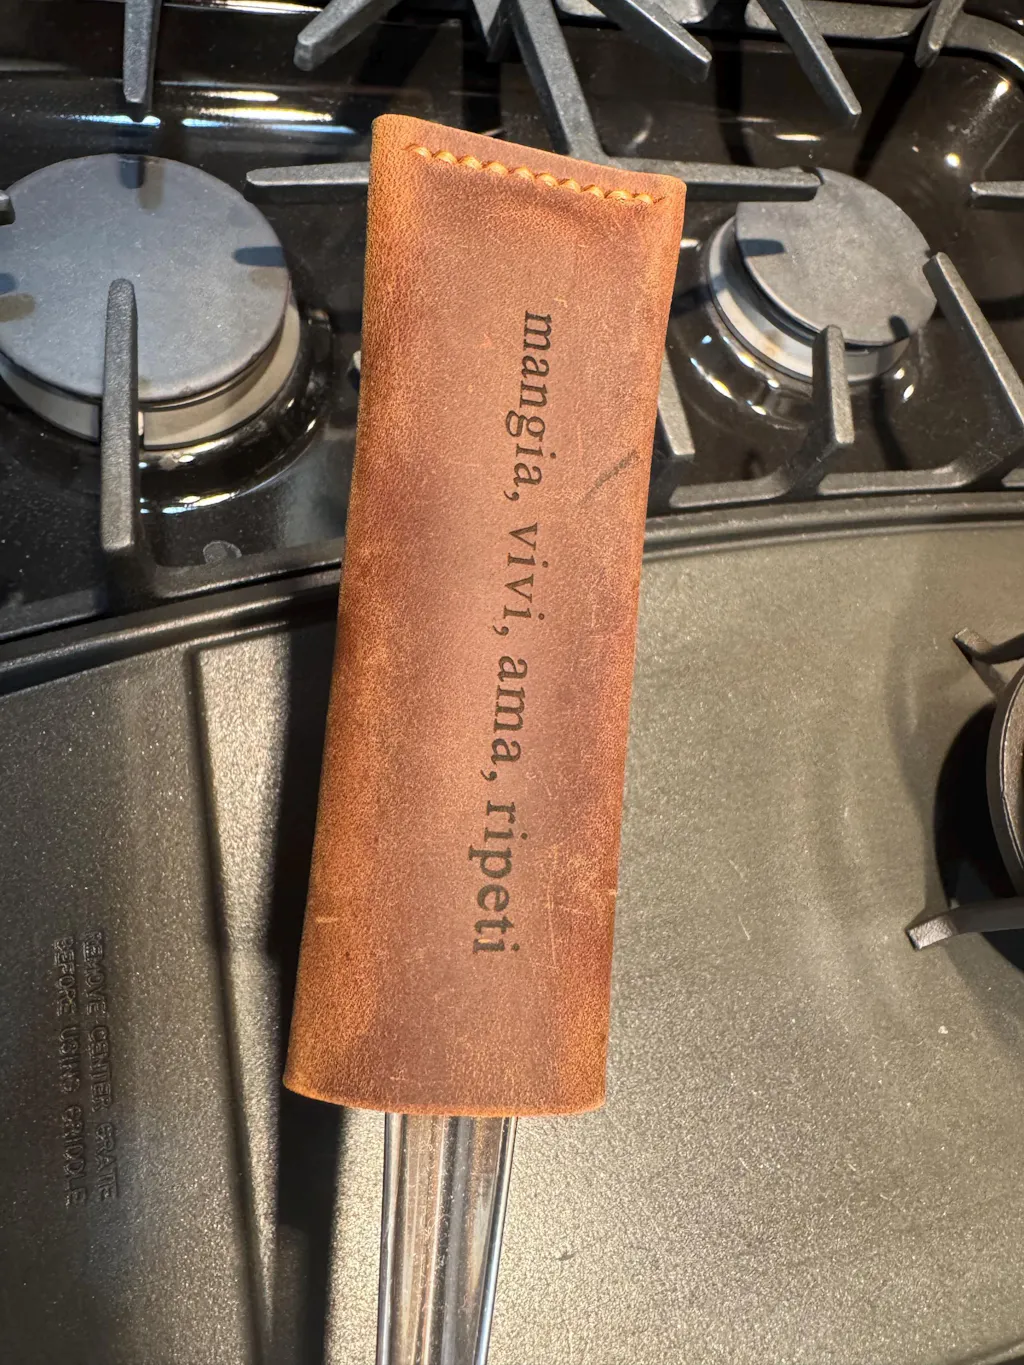 mangia, vivi, ama, ripeti
REMOVE CENTER GRATE
BEFORE USING GRIDDLE